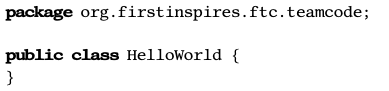 package org.firstinspires.ftc.teamcode;
public class HelloWorld {
}